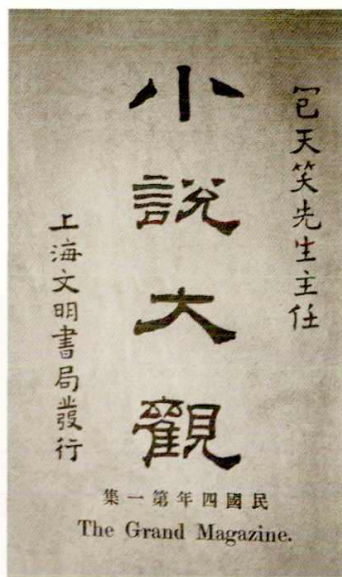 包天笑先生主任
小說大觀
上海文明書局發行
民國四年第一集
The Grand Magazine.